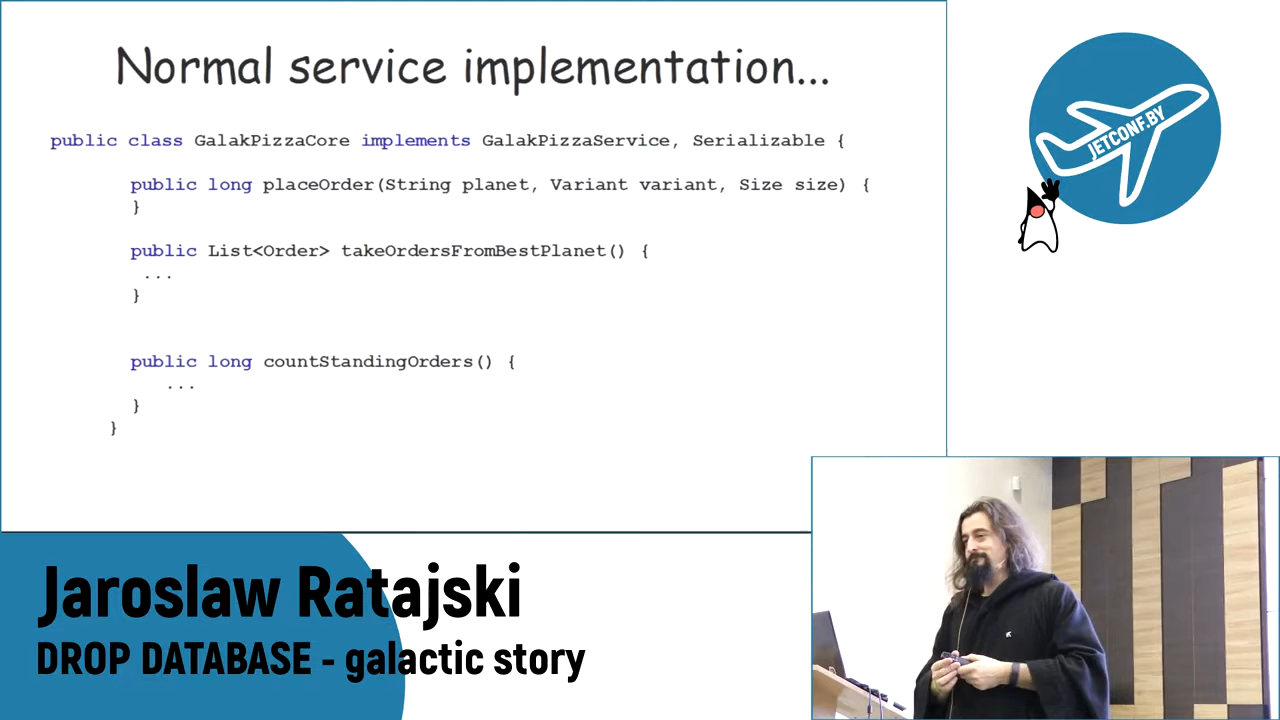 Normal service implementation...
public class GalakPizzaCore implements GalakPizzaService, Serializable {
public long placeOrder(String planet, Variant variant, Size size) {
}
public List<Order> takeOrdersFromBestPlanet() {
...
}
public long countStandingOrders() {
...
}
}
JETCONF.BY
Jaroslaw Ratajski
DROP DATABASE - galactic story